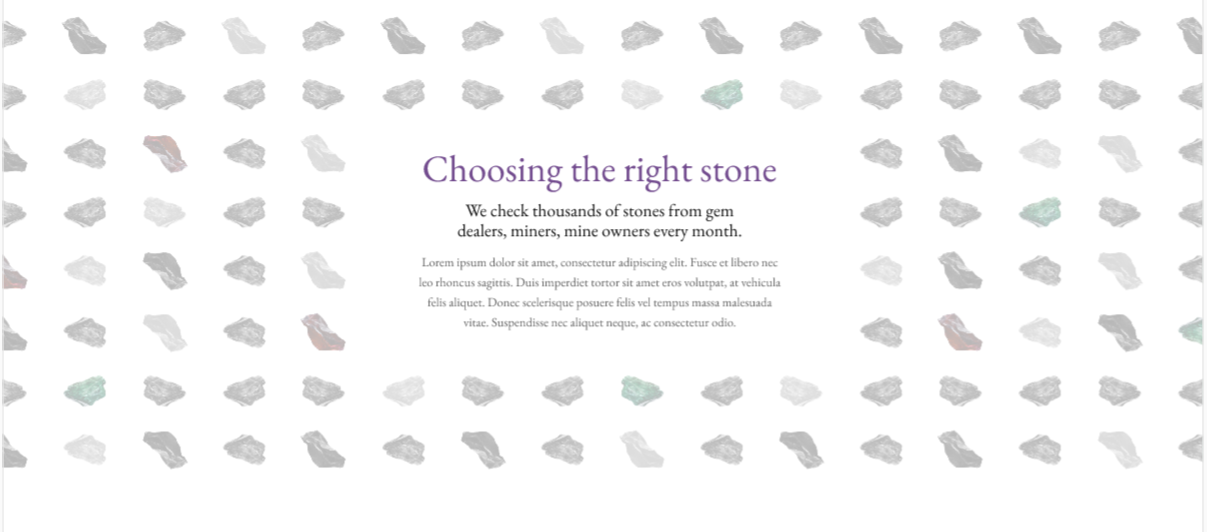 Choosing the right stone
We check thousands of stones from gem
dealers, miners, mine owners every month.
Lorem ipsum dolor sit amet, consectetur adipiscing elit. Fusce et libero nec
leo rhoncus sagittis. Duis imperdiet tortor sit amet eros volutpat, at vehicula
felis aliquet. Donec scelerisque posuere felis vel tempus massa malesuada
vitae. Suspendisse nec aliquet neque, ac consectetur odio.